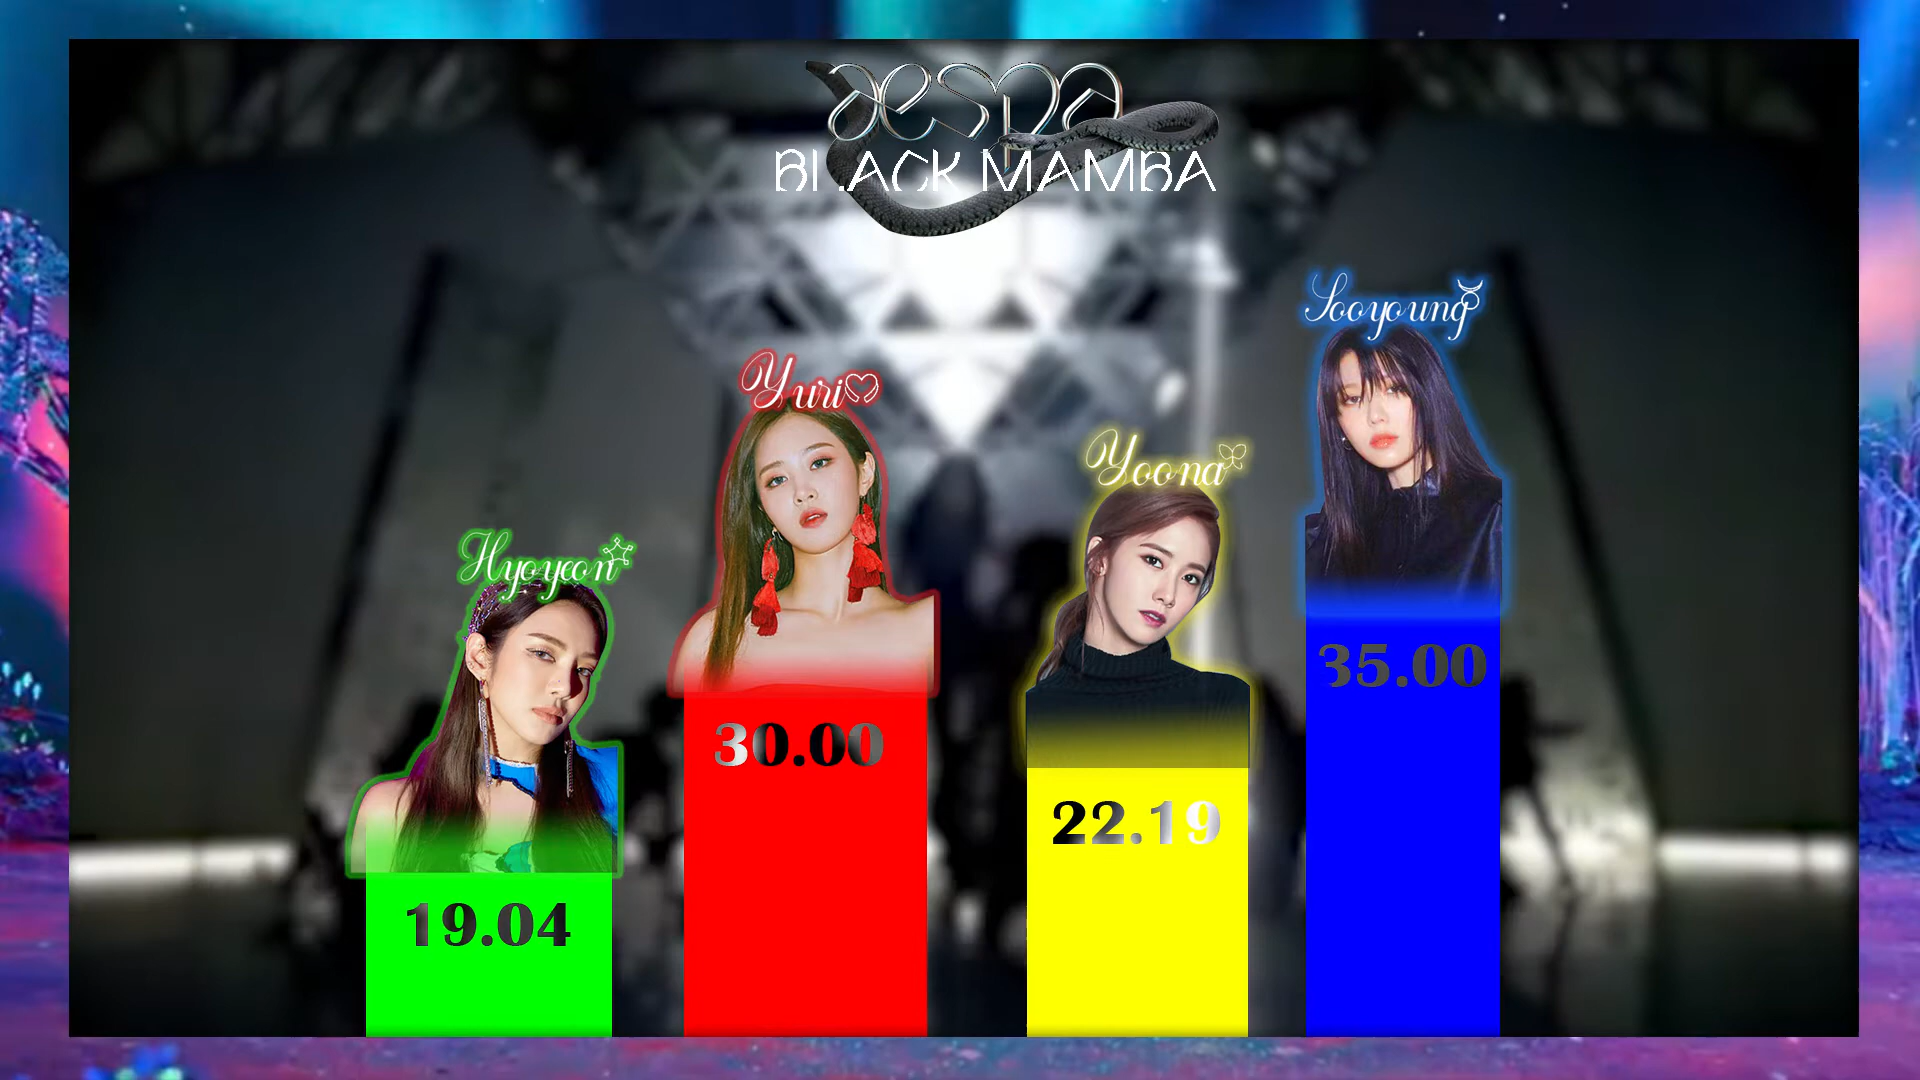 aespa
BLACK MAMBA
Sooyoung
Yuri
Yoona
Hyoyeon
35.00
30.00
22.19
19.04